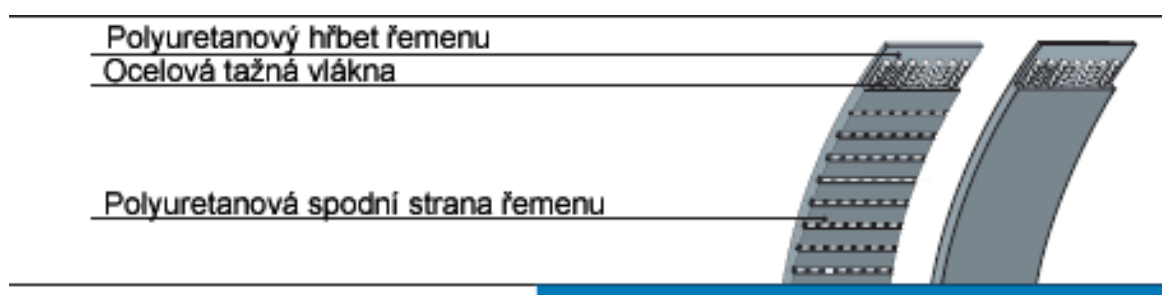 Polyuretanový hřbet řemenu
Ocelová tažná vlákna
Polyuretanová spodní strana řemenu